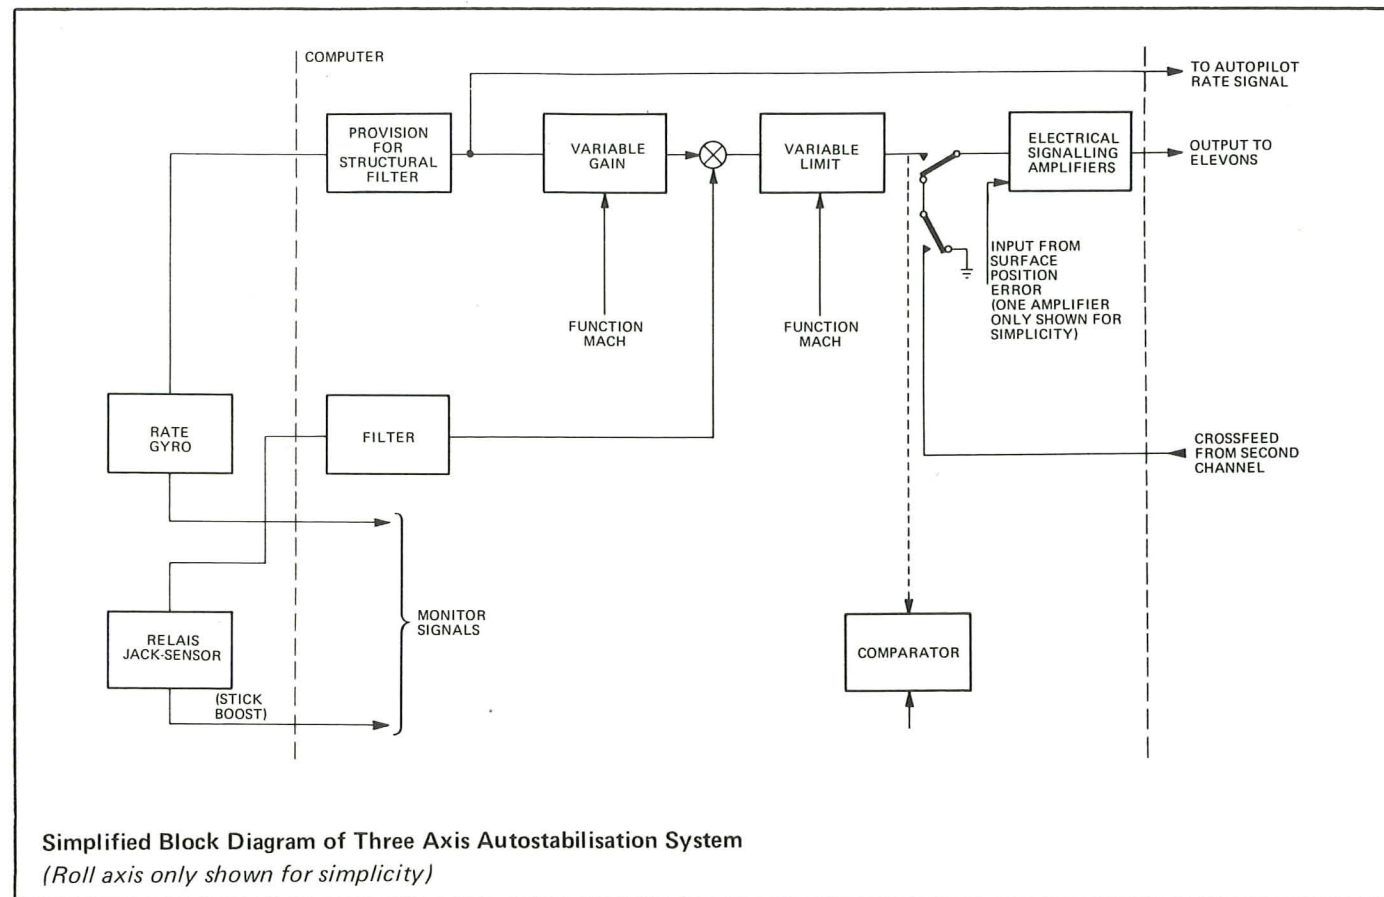 COMPUTER
TO AUTOPILOT
RATE SIGNAL
PROVISION
FOR
STRUCTURAL
FILTER
VARIABLE
GAIN
VARIABLE
LIMIT
ELECTRICAL
SIGNALLING
AMPLIFIERS
OUTPUT TO
ELEVONS
INPUT FROM
SURFACE
POSITION
ERROR
(ONE AMPLIFIER
ONLY SHOWN FOR
SIMPLICITY)
FUNCTION
MACH
FUNCTION
MACH
RATE
GYRO
FILTER
CROSSFEED
FROM SECOND
CHANNEL
MONITOR
SIGNALS
RELAIS
JACK-SENSOR
(STICK
BOOST)
COMPARATOR
Simplified Block Diagram of Three Axis Autostabilisation System
(Roll axis only shown for simplicity)